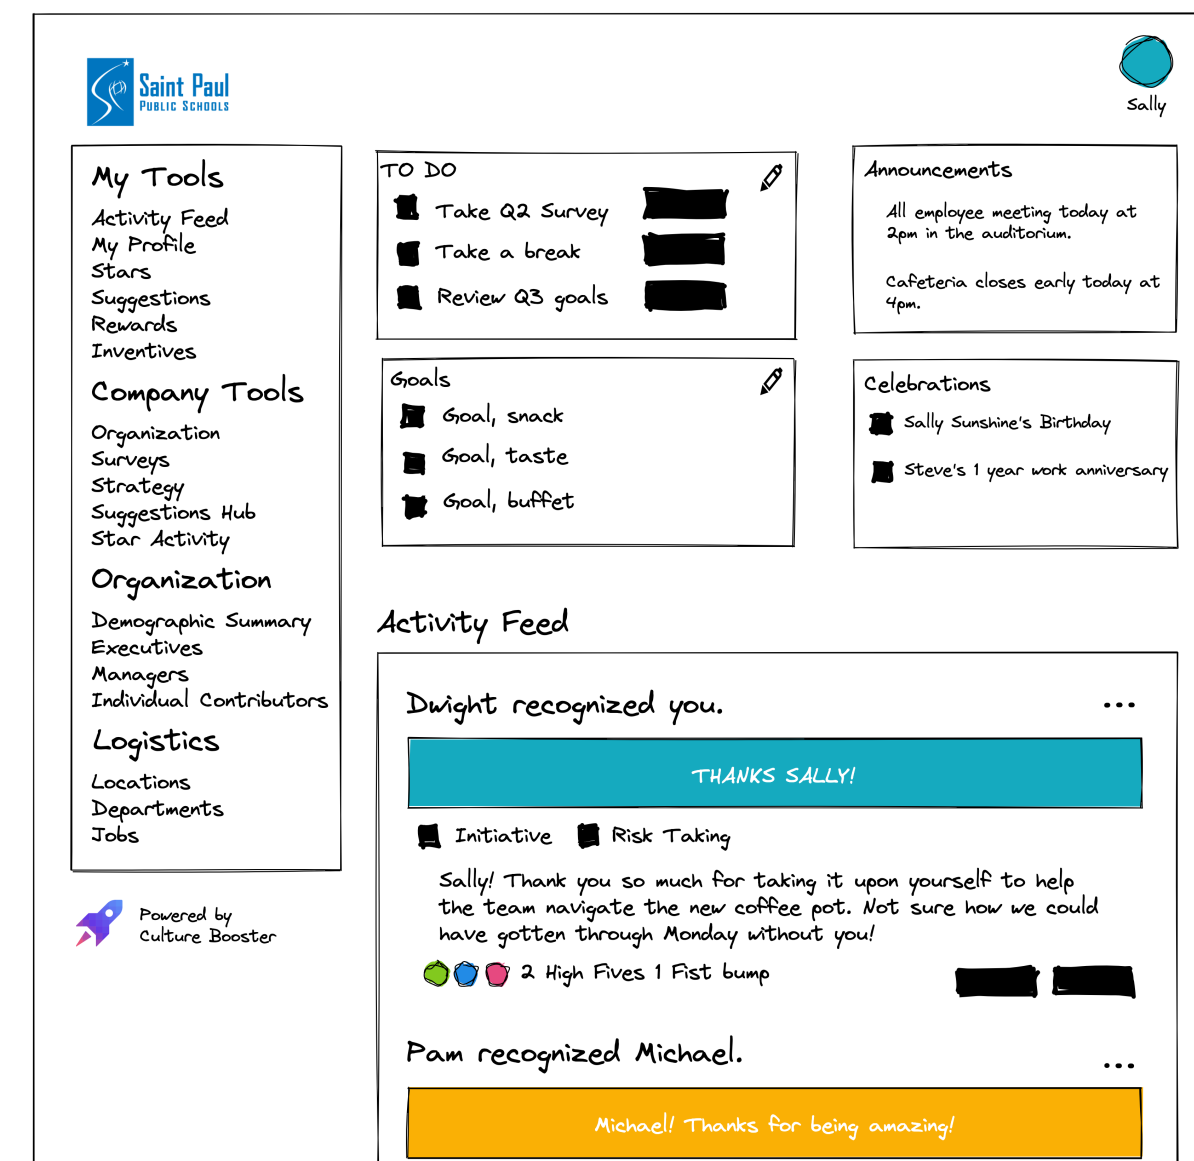 Saint Paul
PUBLIC SCHOOLS
Sally
My Tools
Activity Feed
My Profile
Stars
Suggestions
Rewards
Inventives
Company Tools
Organization
Surveys
Strategy
Suggestions Hub
Star Activity
Organization
Demographic Summary
Executives
Managers
Individual Contributors
Logistics
Locations
Departments
Jobs
Powered by
Culture Booster
TO DO
Take Q2 Survey
Take a break
Review Q3 goals
Goals
Goal, snack
Goal, taste
Goal, buffet
Announcements
All employee meeting today at
2pm in the auditorium.
Cafeteria closes early today at
4pm.
Celebrations
Sally Sunshine's Birthday
Steve's 1 year work anniversary
Activity Feed
Dwight recognized you.
...
THANKS SALLY!
Initiative
Risk Taking
Sally! Thank you so much for taking it upon yourself to help
the team navigate the new coffee pot. Not sure how we could
have gotten through Monday without you!
2 High Fives 1 Fist bump
Pam recognized Michael.
...
Michael! Thanks for being amazing!